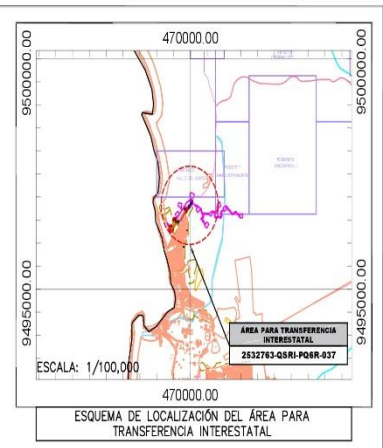 470000.00
9500000.00
9500000.00
9495000.00
9495000.00
ÁREA PARA TRANSFERENCIA
INTERESTATAL
2532763-QSRI-PQ6R-037
ESCALA: 1/100,000
470000.00
ESQUEMA DE LOCALIZACIÓN DEL ÁREA PARA
TRANSFERENCIA INTERESTATAL